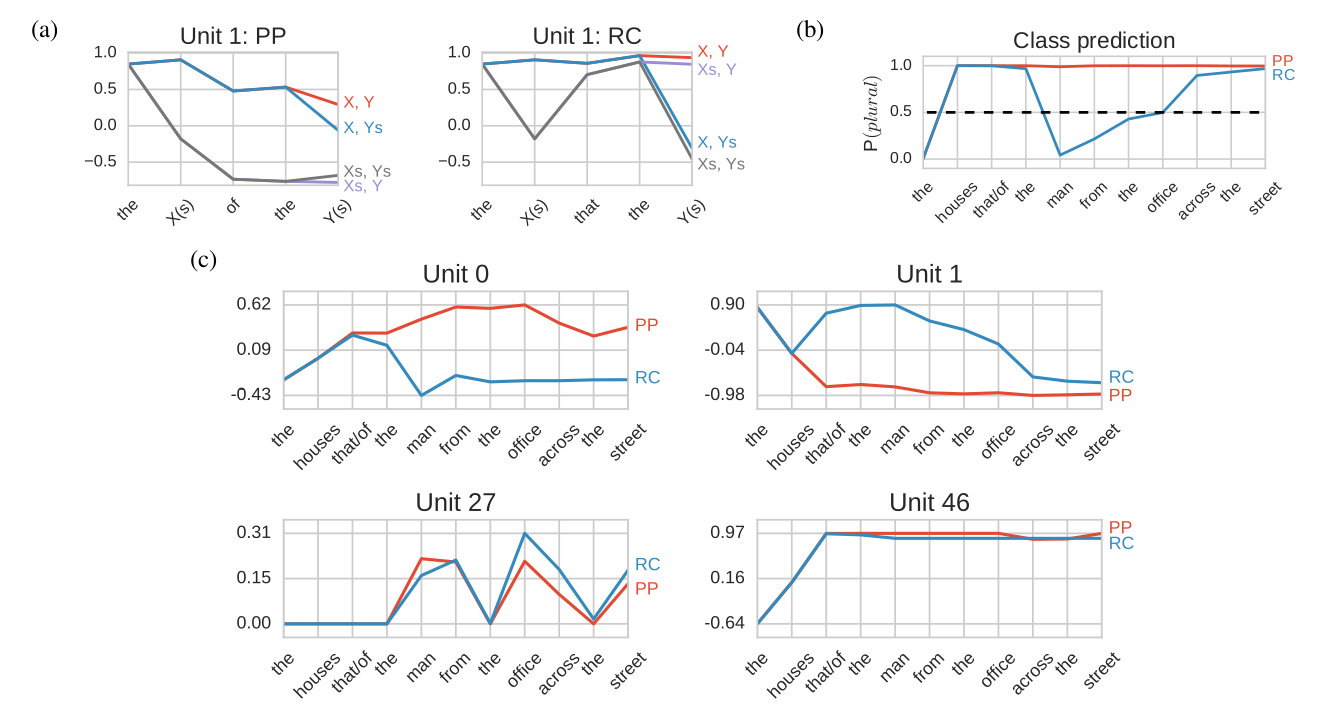 (a)
Unit 1: PP
1.0
0.5
0.0
−0.5
X, Y
X, Ys
Xs, Ys
Xs, Y
the
X(s)
of
the
Y(s)
Unit 1: RC
1.0
0.5
0.0
−0.5
X, Y
Xs, Y
X, Ys
Xs, Ys
the
X(s)
that
the
Y(s)
(b)
Class prediction
P(plural)
1.0
0.5
0.0
PP
RC
the
houses
that/of
the
man
from
the
office
across
the
street
(c)
Unit 0
0.62
0.09
-0.43
PP
RC
the
houses
that/of
the
man
from
the
office
across
the
street
Unit 1
0.90
-0.04
-0.98
RC
PP
the
houses
that/of
the
man
from
the
office
across
the
street
Unit 27
0.31
0.15
0.00
RC
PP
the
houses
that/of
the
man
from
the
office
across
the
street
Unit 46
0.97
0.16
-0.64
PP
RC
the
houses
that/of
the
man
from
the
office
across
the
street